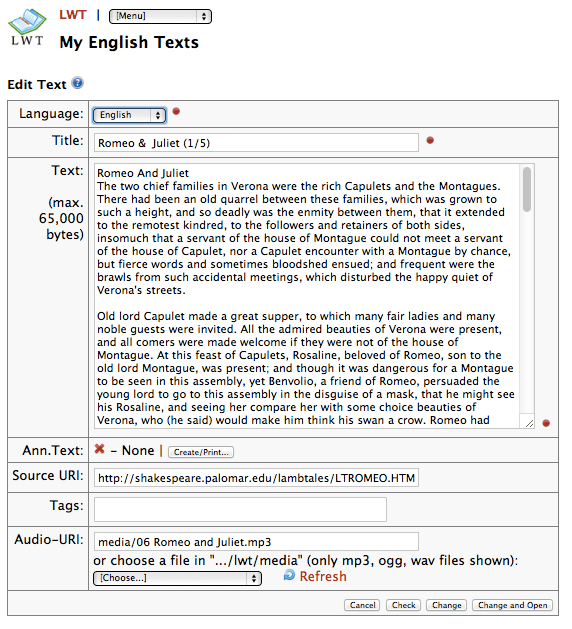 LWT | [Menu]
LWT
My English Texts
Edit Text ?
Language: English
Title: Romeo &  Juliet (1/5)
Text:
(max.
65,000
bytes)
Romeo And Juliet
The two chief families in Verona were the rich Capulets and the Montagues.
There had been an old quarrel between these families, which was grown to
such a height, and so deadly was the enmity between them, that it extended
to the remotest kindred, to the followers and retainers of both sides,
insomuch that a servant of the house of Montague could not meet a servant
of the house of Capulet, nor a Capulet encounter with a Montague by chance,
but fierce words and sometimes bloodshed ensued; and frequent were the
brawls from such accidental meetings, which disturbed the happy quiet of
Verona's streets.
Old lord Capulet made a great supper, to which many fair ladies and many
noble guests were invited. All the admired beauties of Verona were present,
and all comers were made welcome if they were not of the house of
Montague. At this feast of Capulets, Rosaline, beloved of Romeo, son to the
old lord Montague, was present; and though it was dangerous for a Montague
to be seen in this assembly, yet Benvolio, a friend of Romeo, persuaded the
young lord to go to this assembly in the disguise of a mask, that he might see
his Rosaline, and seeing her compare her with some choice beauties of
Verona, who (he said) would make him think his swan a crow. Romeo had
Ann.Text: – None | Create/Print...
Source URI: http://shakespeare.palomar.edu/lambtales/LTROMEO.HTM
Tags:
Audio-URI: media/06 Romeo and Juliet.mp3
or choose a file in ".../lwt/media" (only mp3, ogg, wav files shown):
[Choose...] Refresh
Cancel Check Change Change and Open